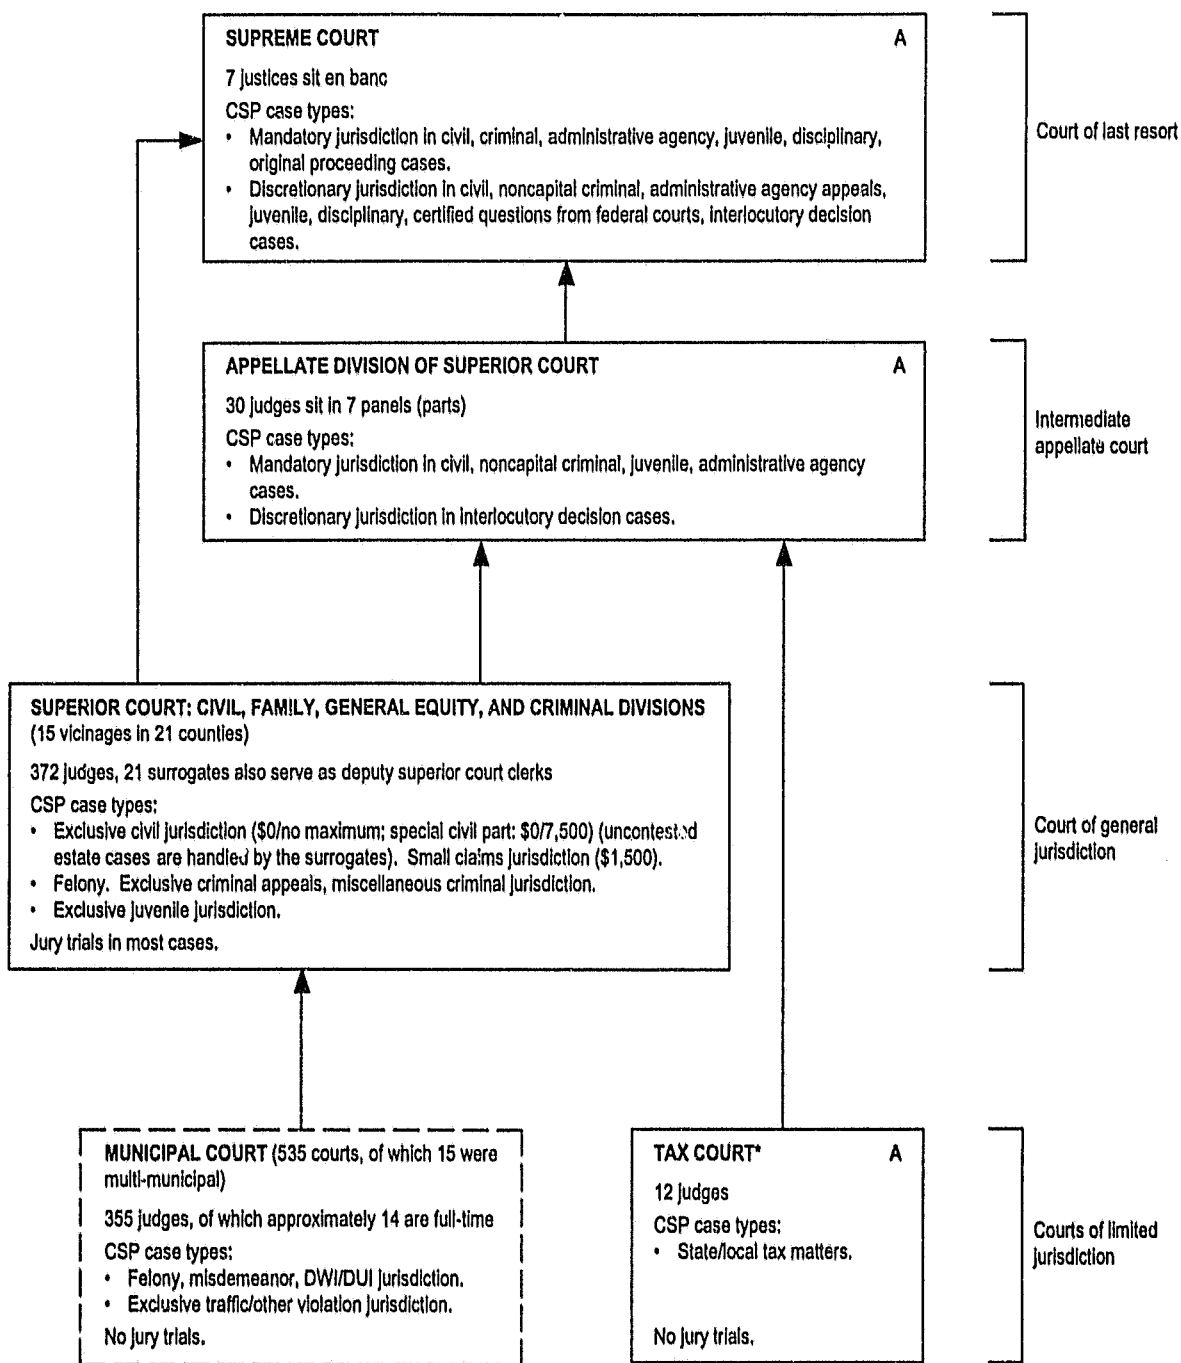 SUPREME COURT A
7 justices sit en banc
CSP case types:
• Mandatory jurisdiction in civil, criminal, administrative agency, juvenile, disciplinary,
original proceeding cases.
• Discretionary jurisdiction in civil, noncapital criminal, administrative agency appeals,
juvenile, disciplinary, certified questions from federal courts, interlocutory decision
cases.
Court of last resort
APPELLATE DIVISION OF SUPERIOR COURT A
30 judges sit in 7 panels (parts)
CSP case types:
• Mandatory jurisdiction in civil, noncapital criminal, juvenile, administrative agency
cases.
• Discretionary jurisdiction in interlocutory decision cases.
Intermediate
appellate court
SUPERIOR COURT: CIVIL, FAMILY, GENERAL EQUITY, AND CRIMINAL DIVISIONS
(15 vicinages in 21 counties)
372 judges, 21 surrogates also serve as deputy superior court clerks
CSP case types:
• Exclusive civil jurisdiction ($0/no maximum; special civil part: $0/7,500) (uncontested
estate cases are handled by the surrogates). Small claims jurisdiction ($1,500).
• Felony. Exclusive criminal appeals, miscellaneous criminal jurisdiction.
• Exclusive juvenile jurisdiction.
Jury trials in most cases.
Court of general
jurisdiction
MUNICIPAL COURT (535 courts, of which 15 were
multi-municipal)
355 judges, of which approximately 14 are full-time
CSP case types:
• Felony, misdemeanor, DWI/DUI jurisdiction.
• Exclusive traffic/other violation jurisdiction.
No jury trials.
TAX COURT* A
12 judges
CSP case types:
• State/local tax matters.
No jury trials.
Courts of limited
jurisdiction